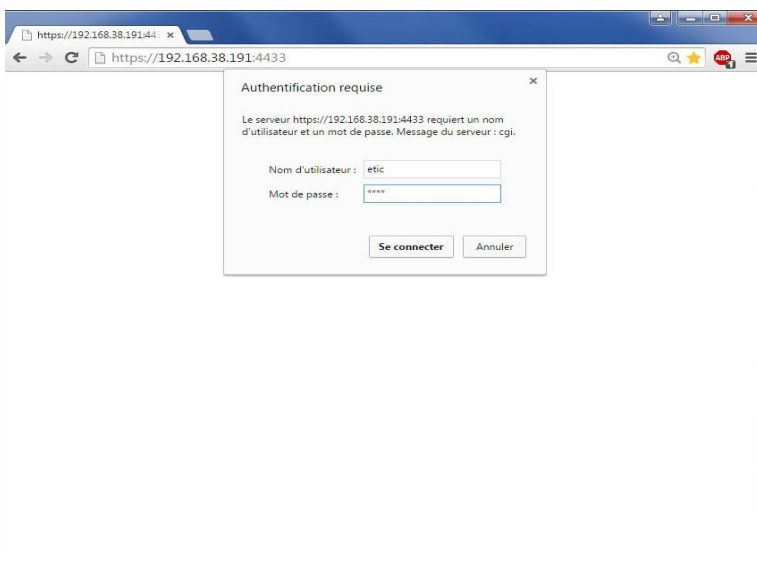 https://192.168.38.191:44
https://192.168.38.191:4433
ABP
1
Authentification requise
Le serveur https://192.168.38.191:4433 requiert un nom
d'utilisateur et un mot de passe. Message du serveur : cgi.
Nom d'utilisateur : etic
Mot de passe : ****
Se connecter Annuler